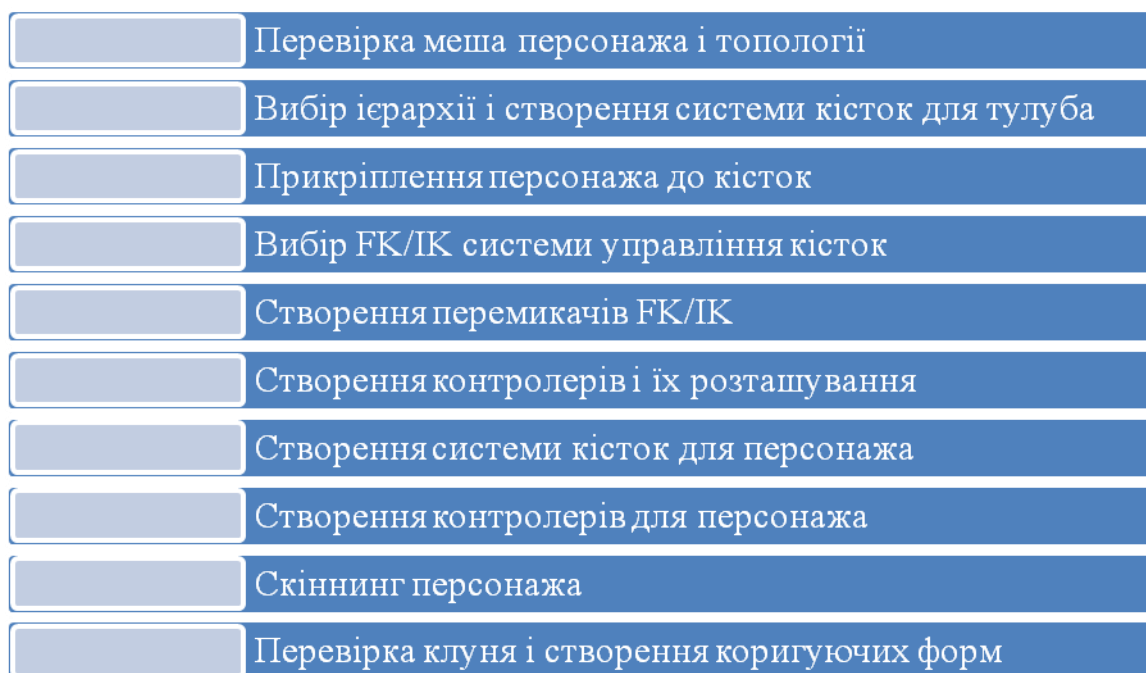 Перевірка меша персонажа і топології
Вибір ієрархії і створення системи кісток для тулуба
Прикріплення персонажа до кісток
Вибір FK/IK системи управління кісток
Створення перемикачів FK/IK
Створення контролерів і їх розташування
Створення системи кісток для персонажа
Створення контролерів для персонажа
Скіннинг персонажа
Перевірка клуня і створення коригуючих форм